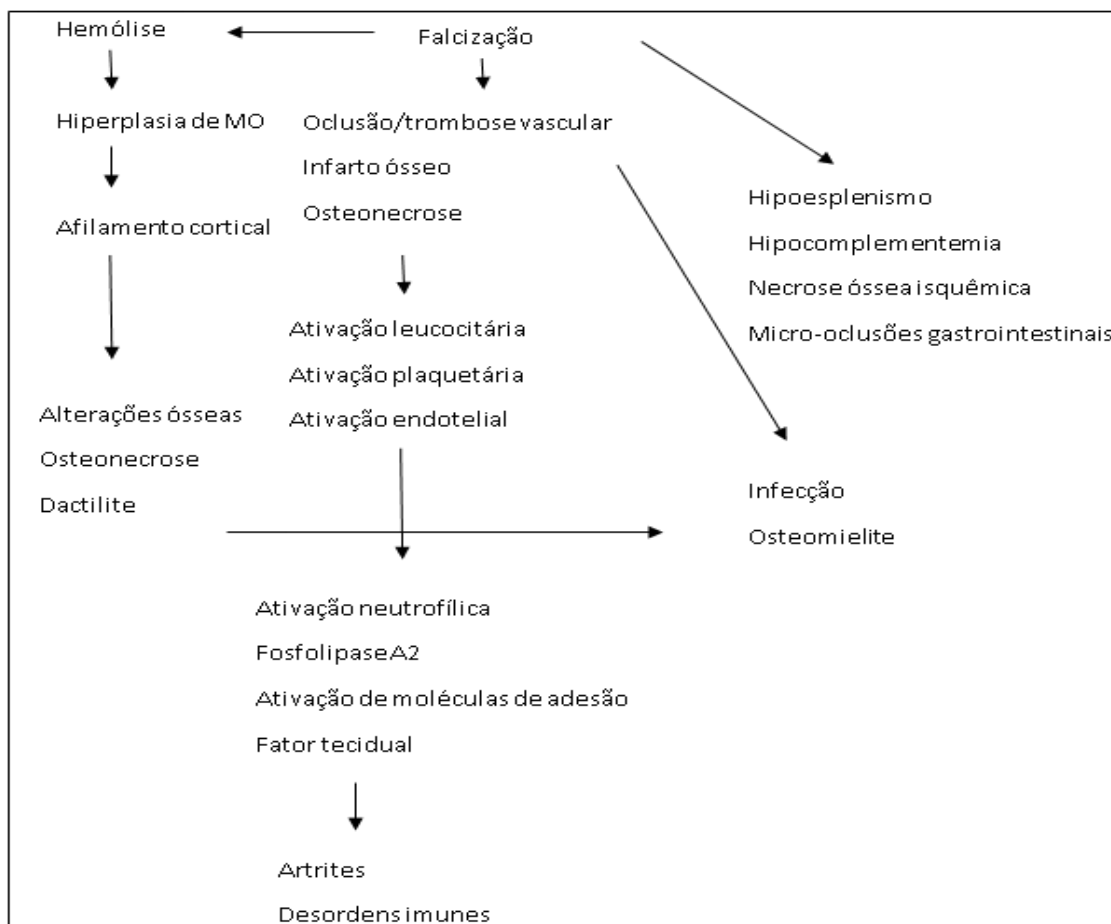 Hemólise
Falcização
Hiperplasia de MO
Oclusão/trombose vascular
Infarto ósseo
Hipoesplenismo
Afilamento cortical
Osteonecrose
Hipocomplementemia
Necrose óssea isquêmica
Ativação leucocitária
Micro-oclusões gastrointestinais
Ativação plaquetária
Alterações ósseas
Ativação endotelial
Osteonecrose
Dactilite
Infecção
Osteomielite
Ativação neutrofílica
Fosfolipase A2
Ativação de moléculas de adesão
Fator tecidual
Artrites
Desordens imunes